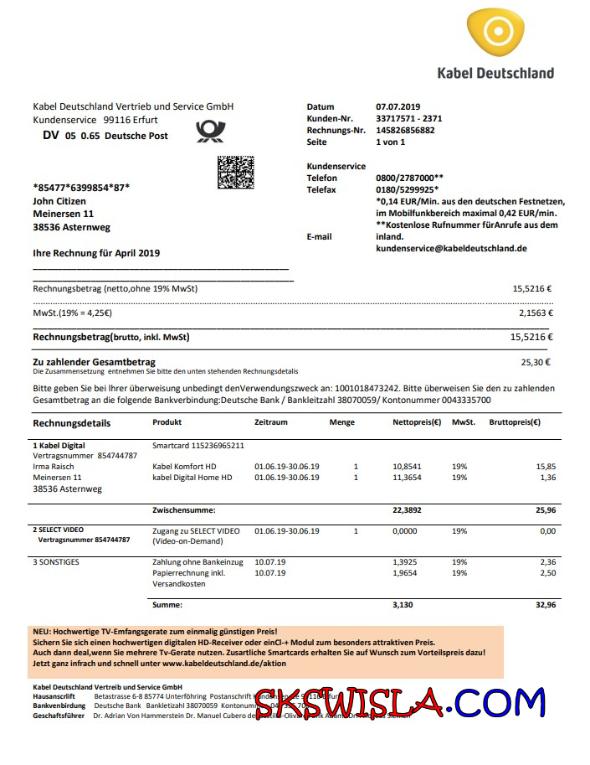 Kabel Deutschland
Kabel Deutschland Vertrieb und Service GmbH
Kundenservice 99116 Erfurt
DV 05 0.65 Deutsche Post
Datum 07.07.2019
Kunden-Nr. 33717571 - 2371
Rechnungs-Nr. 145826856882
Seite 1 von 1
Kundenservice
Telefon 0800/2787000**
Telefax 0180/5299925*
*0,14 EUR/Min. aus den deutschen Festnetzen,
im Mobilfunkbereich maximal 0,42 EUR/min.
**Kostenlose Rufnummer fürAnrufe aus dem
inland.
E-mail
kundenservice@kabeldeutschland.de
*85477*6399854*87*
John Citizen
Meinersen 11
38536 Asternweg
Ihre Rechnung für April 2019
Rechnungsbetrag (netto,ohne 19% MwSt) 15,5216 €
MwSt.(19% = 4,25€) 2,1563 €
Rechnungsbetrag(brutto, inkl. MwSt) 15,5216 €
Zu zahlender Gesamtbetrag 25,30 €
Die Zusammensetzung entnehmen Sie bitte den unten stehenden Rechnungsdetalis
Bitte geben Sie bei Ihrer überweisung unbedingt denVerwendungszweck an: 1001018473242. Bitte überweisen Sie den zu zahlenden
Gesamtbetrag an die folgende Bankverbindung:Deutsche Bank / Bankleitzahl 38070059/ Kontonummer 0043335700
Rechnungsdetails Produkt Zeitraum Menge Nettopreis(€) MwSt. Bruttopreis(€)
1 Kabel Digital Smartcard 115236965211
Vertragsnummer 854744787
Irma Raisch Kabel Komfort HD 01.06.19-30.06.19 1 10,8541 19% 15,85
Meinersen 11 kabel Digital Home HD 01.06.19-30.06.19 1 11,3654 19% 1,36
38536 Asternweg
Zwischensumme: 22,3892 25,96
2 SELECT VIDEO Zugang zu SELECT VIDEO 01.06.19-30.06.19 1 0,0000 19% 0,00
Vertragsnummer 854744787 (Video-on-Demand)
3 SONSTIGES Zahlung ohne Bankeinzug 10.07.19 1,3925 19% 2,36
Papierrechnung inkl. 10.07.19 1,9654 19% 2,50
Versandkosten
Summe: 3,130 32,96
NEU: Hochwertige TV-Emfangsgerate zum einmalig günstigen Preis!
Sichern Sie sich einen hochwertigen digitalen HD-Receiver oder einCl-+ Modul zum besonders attraktiven Preis.
Auch dann deal,wenn Sie mehrere Tv-Gerate nutzen. Zusartliche Smartcards erhalten Sie auf Wunsch zum Vorteilspreis dazu!
Jetzt ganz infrach und schnell unter www.kabeldeutschland.de/aktion
Kabel Deutschland Vertreib und Service GmbH
Hausanschrift Betastrasse 6-8 85774 Unterföhring Postanschrift
Bankverbindung Deutsche Bank Bankletzahl 38070059
Geschaftsführer Dr. Adrian Von Hammerstein Dr. Manuel Cubero
SKSWISLA.COM